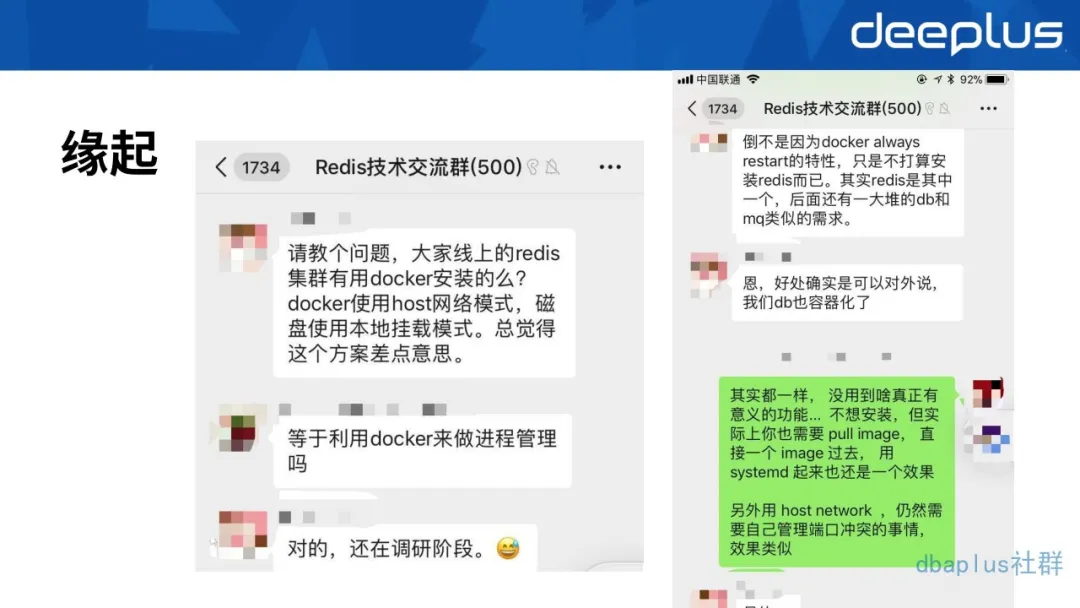 deeplus
缘起
1734
Redis技术交流群(500)
请教个问题，大家线上的redis
集群有用docker安装的么？
docker使用host网络模式，磁
盘使用本地挂载模式。总觉得
这个方案差点意思。
等于利用docker来做进程管理
吗
对的，还在调研阶段。😅
中国联通
92%
1734
Redis技术交流群(500)
倒不是因为docker always
restart的特性，只是不打算安
装redis而已。其实redis是其中
一个，后面还有一大堆的db和
mq类似的需求。
恩，好处确实是可以对外说，
我们db也容器化了
其实都一样， 没用到啥真正有
意义的功能... 不想安装，但实
际上你也需要 pull image， 直
接一个 image 过去， 用
systemd 起来也还是一个效果
另外用 host network ，仍然需
要自己管理端口冲突的事情，
效果类似
dbaplus社群